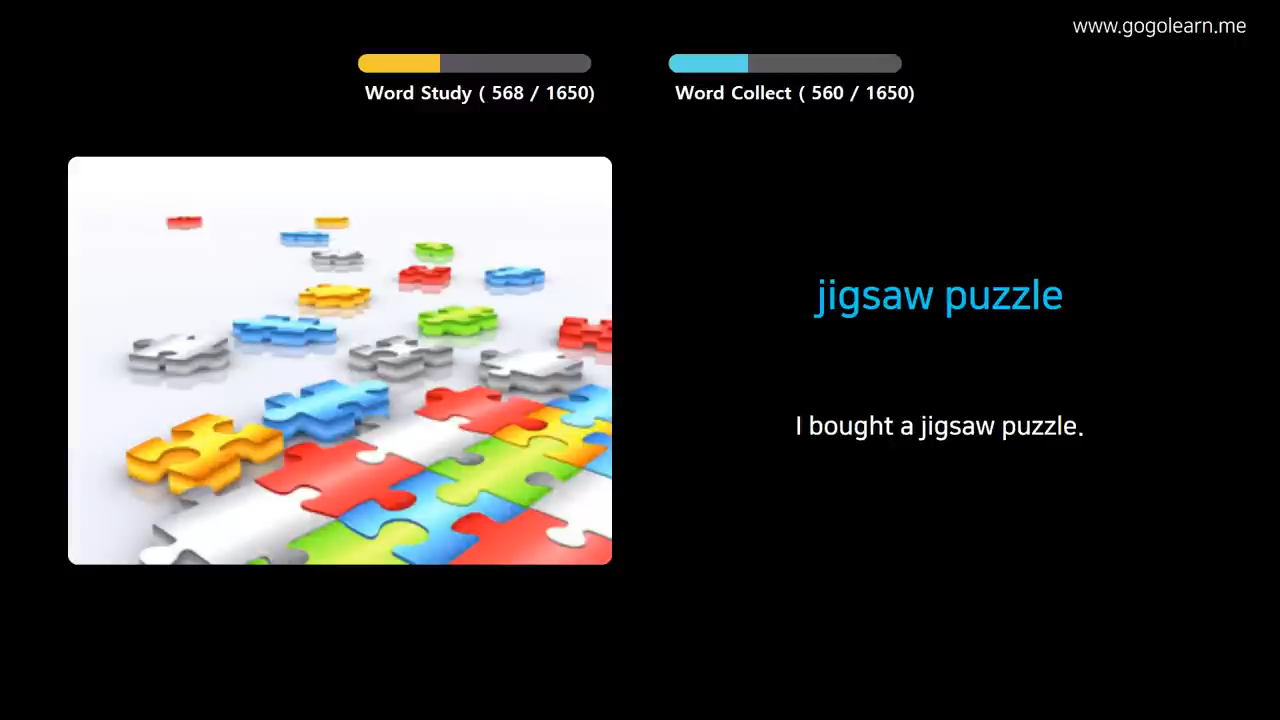 www.gogolearn.me
Word Study ( 568 / 1650)
Word Collect ( 560 / 1650)
jigsaw puzzle
I bought a jigsaw puzzle.